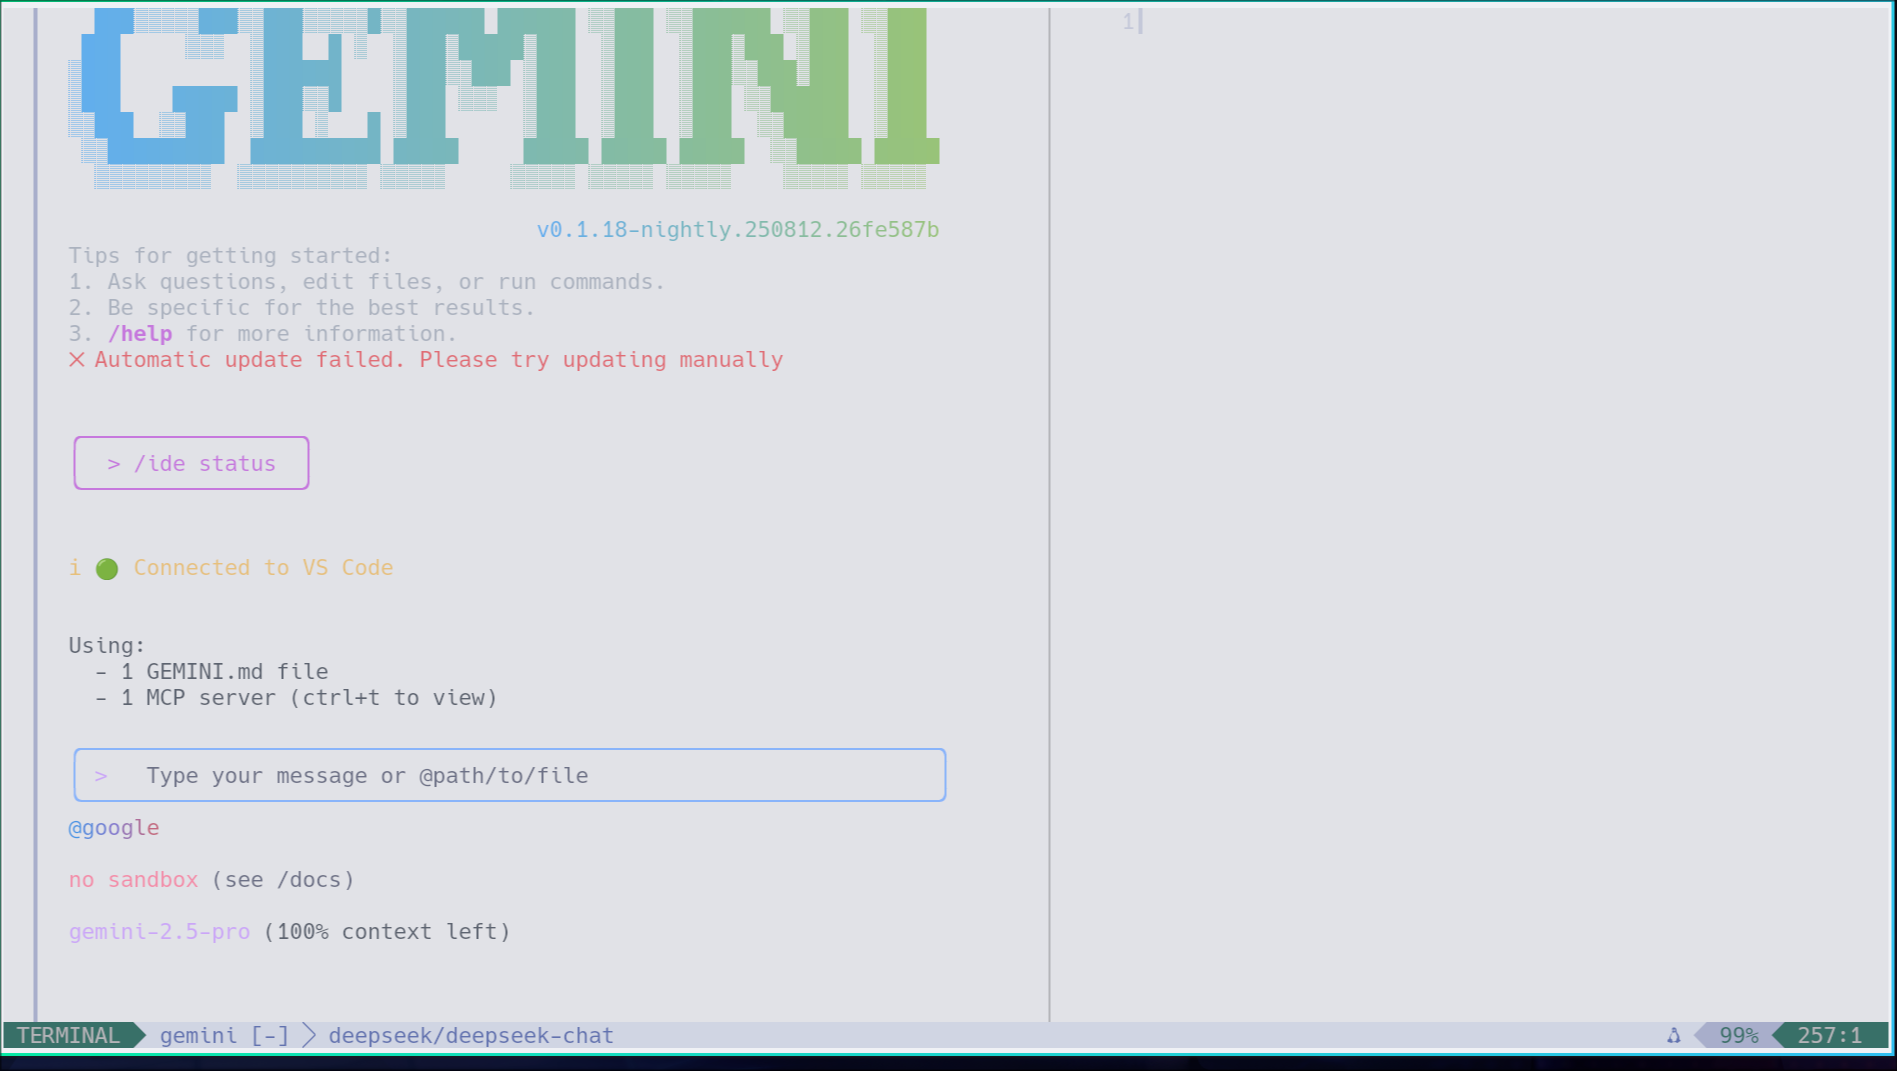 GEMINI
v0.1.18-nightly.250812.26fe587b
Tips for getting started:
1. Ask questions, edit files, or run commands.
2. Be specific for the best results.
3. /help for more information.
✕ Automatic update failed. Please try updating manually
> /ide status
i 🟢 Connected to VS Code
Using:
- 1 GEMINI.md file
- 1 MCP server (ctrl+t to view)
> Type your message or @path/to/file
@google
no sandbox (see /docs)
gemini-2.5-pro (100% context left)
1
TERMINAL gemini [-] deepseek/deepseek-chat 99% 257:1